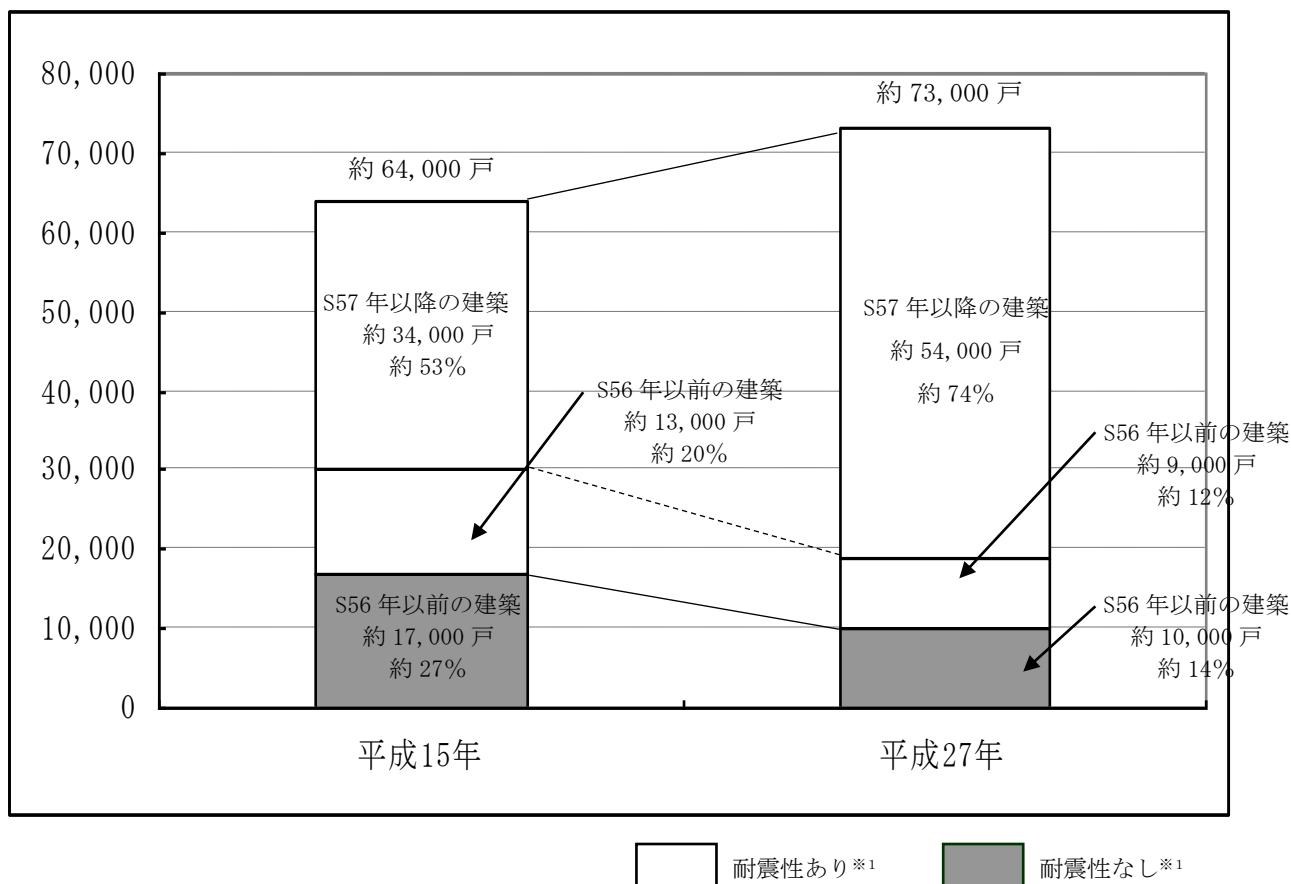 80,000
70,000
60,000
50,000
40,000
30,000
20,000
10,000
0
約 64,000 戸
S57 年以降の建築
約 34,000 戸
約 53%
S56 年以前の建築
約 13,000 戸
約 20%
S56 年以前の建築
約 17,000 戸
約 27%
約 73,000 戸
S57 年以降の建築
約 54,000 戸
約 74%
S56 年以前の建築
約 9,000 戸
約 12%
S56 年以前の建築
約 10,000 戸
約 14%
平成15年
平成27年
耐震性あり※1
耐震性なし※1